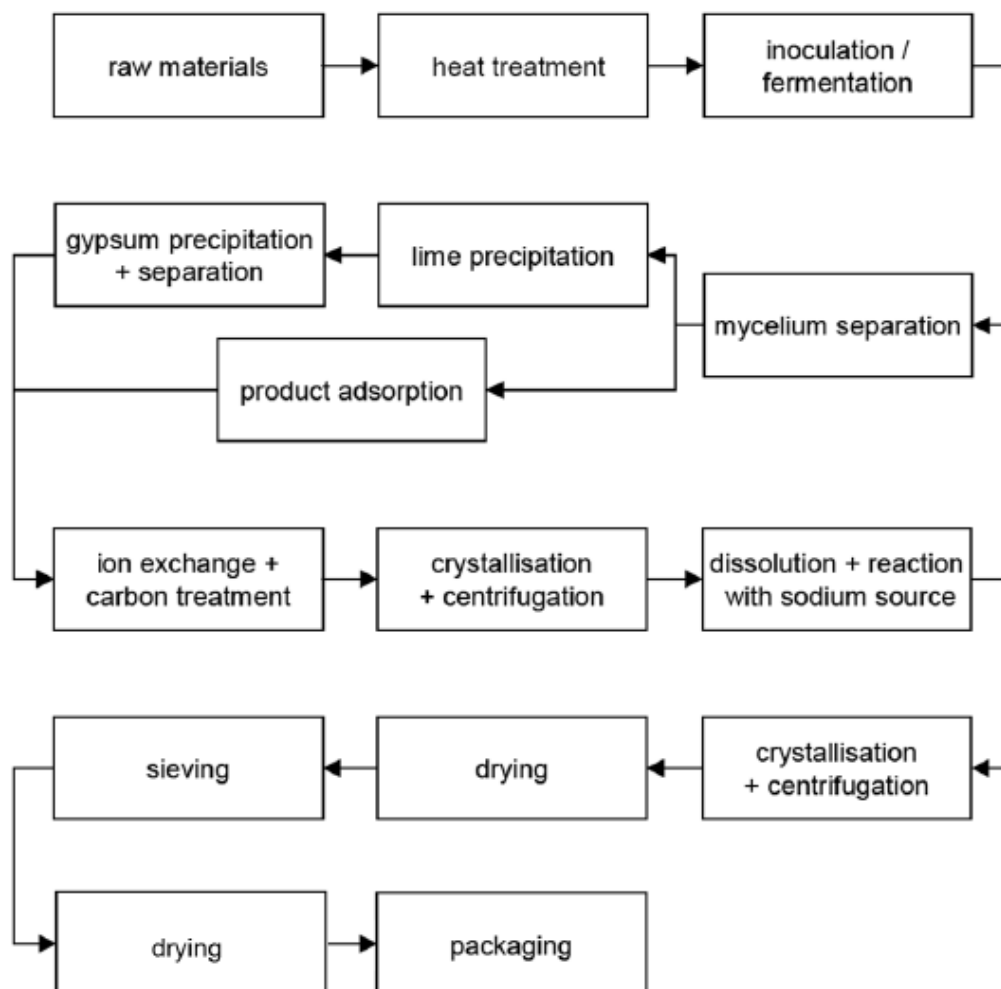 raw materials
heat treatment
inoculation /
fermentation
gypsum precipitation
+ separation
lime precipitation
mycelium separation
product adsorption
ion exchange +
carbon treatment
crystallisation
+ centrifugation
dissolution + reaction
with sodium source
sieving
drying
crystallisation
+ centrifugation
drying
packaging